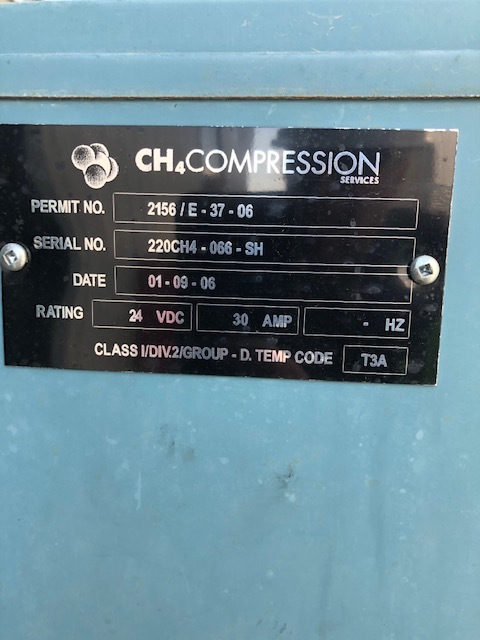 CH₄COMPRESSION
SERVICES
PERMIT NO. 2156 / E - 37 - 06
SERIAL NO. 220CH4 - 066 - SH
DATE 01 - 09 - 06
RATING 24 VDC 30 AMP - HZ
CLASS I/DIV.2/GROUP - D. TEMP CODE T3A